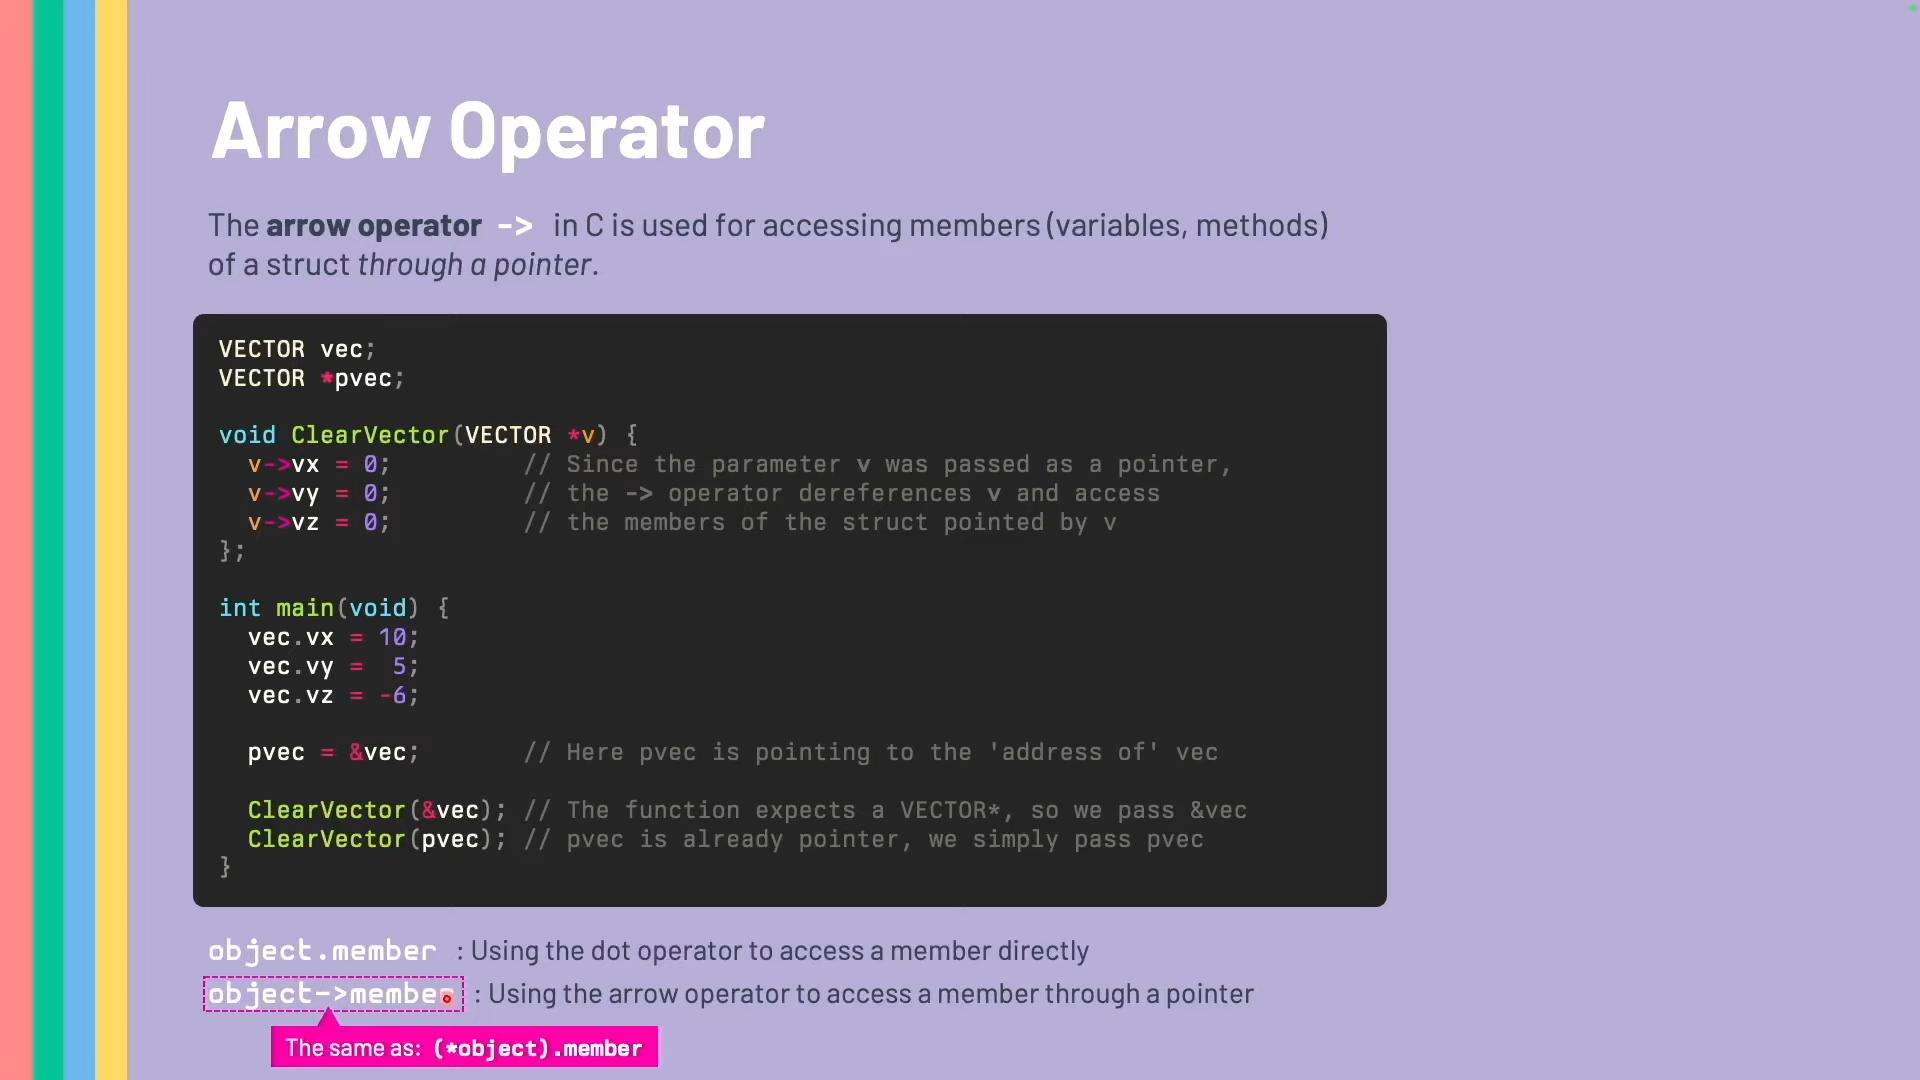 Arrow Operator
The arrow operator -> in C is used for accessing members (variables, methods)
of a struct through a pointer.
VECTOR vec;
VECTOR *pvec;
void ClearVector(VECTOR *v) {
  v->vx = 0;         // Since the parameter v was passed as a pointer,
  v->vy = 0;         // the -> operator dereferences v and access
  v->vz = 0;         // the members of the struct pointed by v
};
int main(void) {
  vec.vx = 10;
  vec.vy =  5;
  vec.vz = -6;
  pvec = &vec;       // Here pvec is pointing to the 'address of' vec
  ClearVector(&vec); // The function expects a VECTOR*, so we pass &vec
  ClearVector(pvec); // pvec is already pointer, we simply pass pvec
}
object.member : Using the dot operator to access a member directly
object->member : Using the arrow operator to access a member through a pointer
The same as: (*object).member